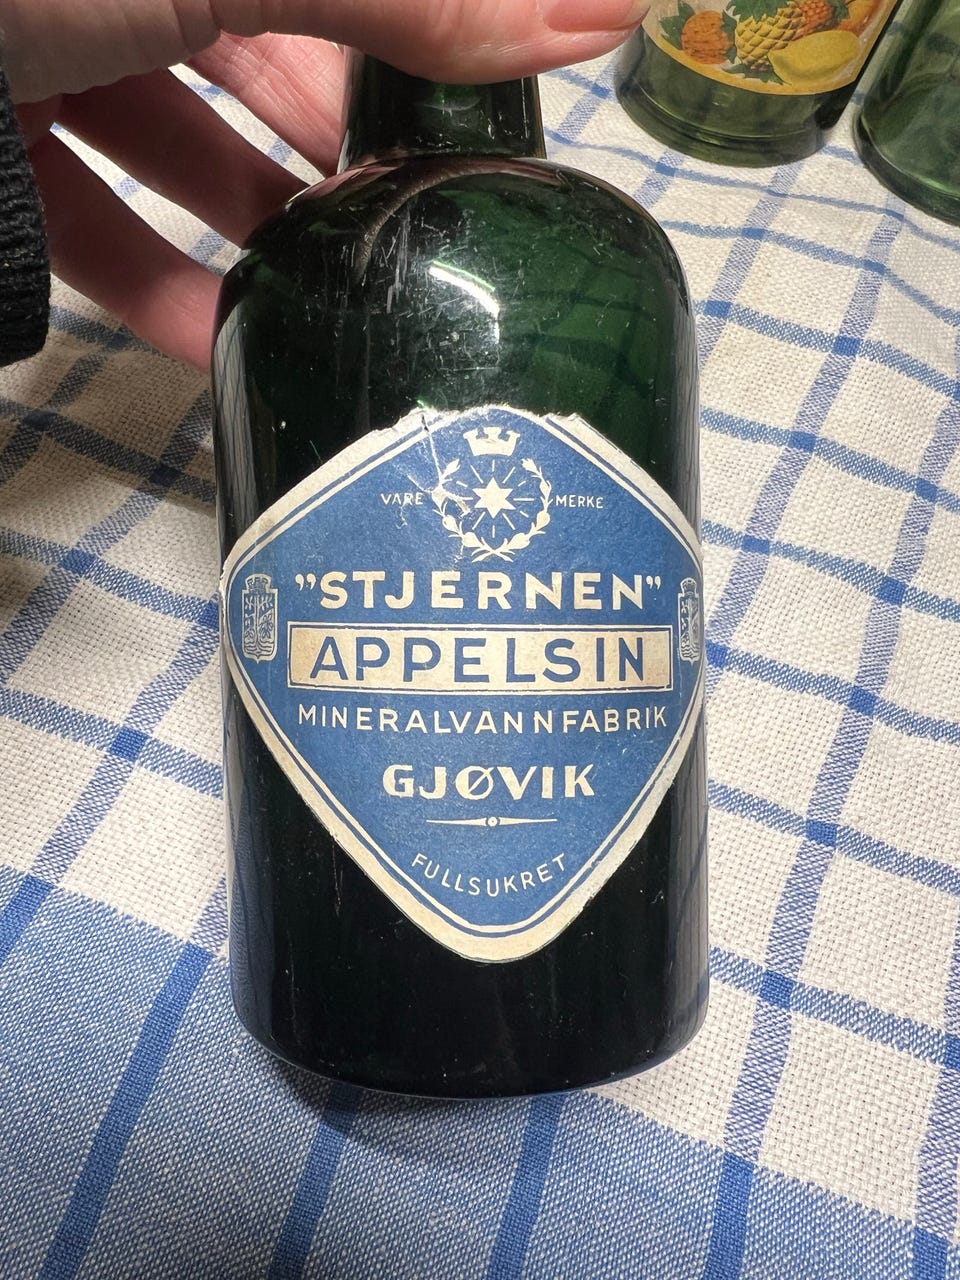 VARE MERKE
"STJERNEN"
APPELSIN
MINERALVANNFABRIK
GJØVIK
FULLSUKRET